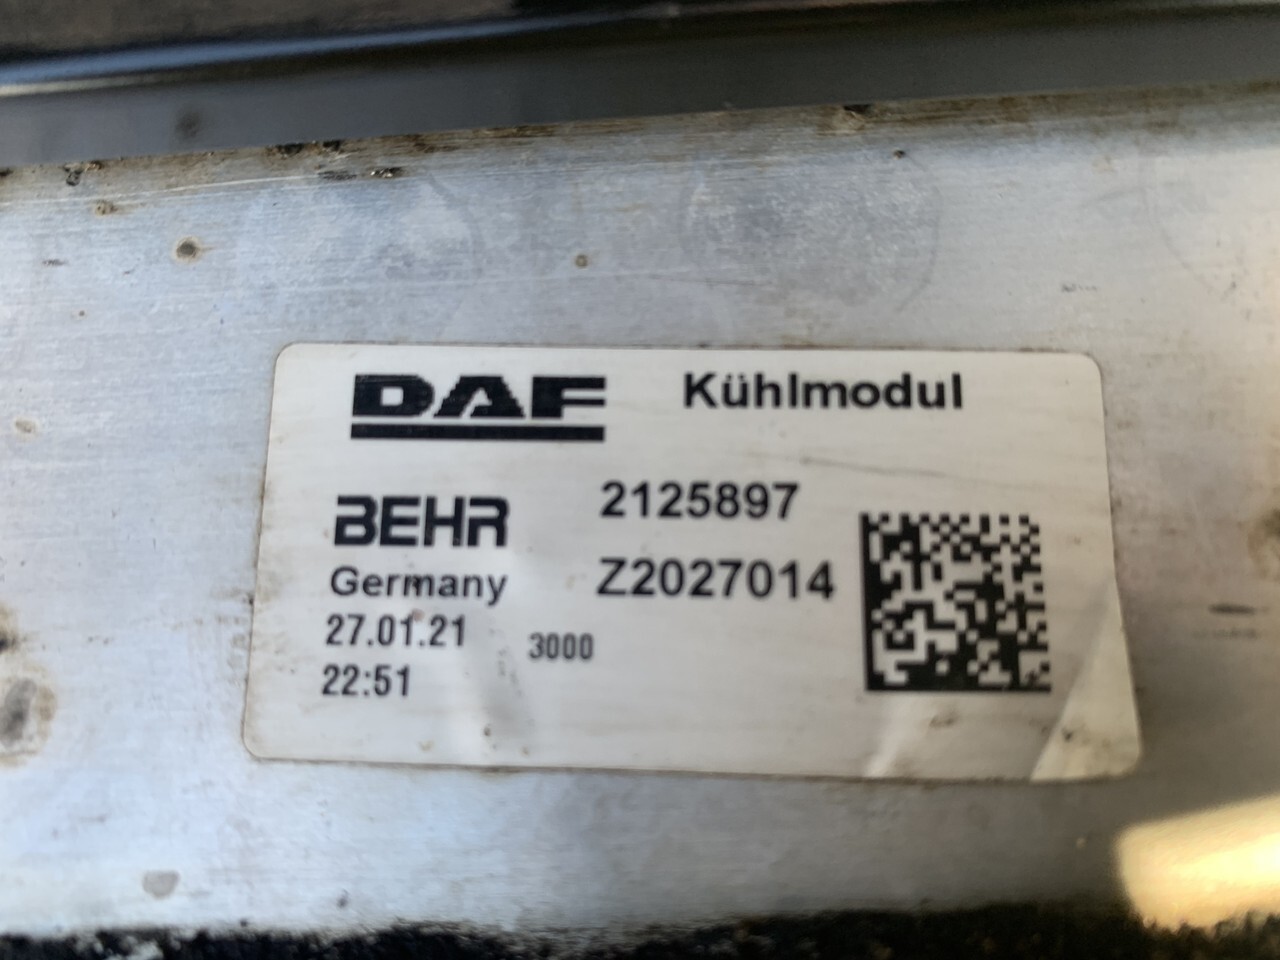 DAF Kühlmodul
BEHR 2125897
Germany Z2027014
27.01.21 3000
22:51